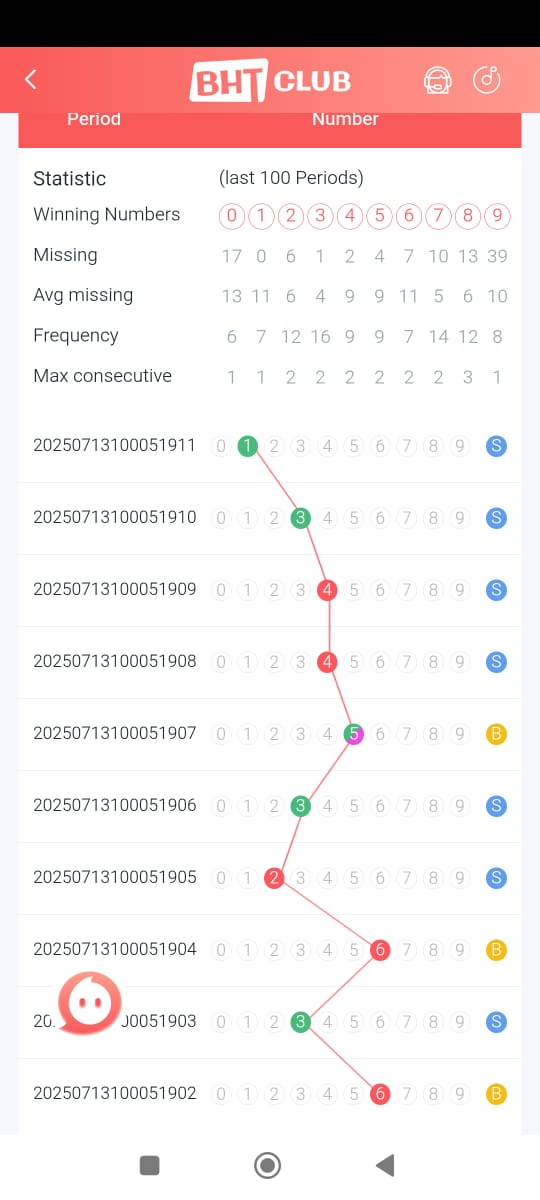 BHT CLUB
Period Number
Statistic (last 100 Periods)
Winning Numbers 0 1 2 3 4 5 6 7 8 9
Missing 17 0 6 1 2 4 7 10 13 39
Avg missing 13 11 6 4 9 9 11 5 6 10
Frequency 6 7 12 16 9 9 7 14 12 8
Max consecutive 1 1 2 2 2 2 2 2 3 1
20250713100051911 0 1 2 3 4 5 6 7 8 9 S
20250713100051910 0 1 2 3 4 5 6 7 8 9 S
20250713100051909 0 1 2 3 4 5 6 7 8 9 S
20250713100051908 0 1 2 3 4 5 6 7 8 9 S
20250713100051907 0 1 2 3 4 5 6 7 8 9 B
20250713100051906 0 1 2 3 4 5 6 7 8 9 S
20250713100051905 0 1 2 3 4 5 6 7 8 9 S
20250713100051904 0 1 2 3 4 5 6 7 8 9 B
0 1 2 3 4 5 6 7 8 9 S
20250713100051902 0 1 2 3 4 5 6 7 8 9 B